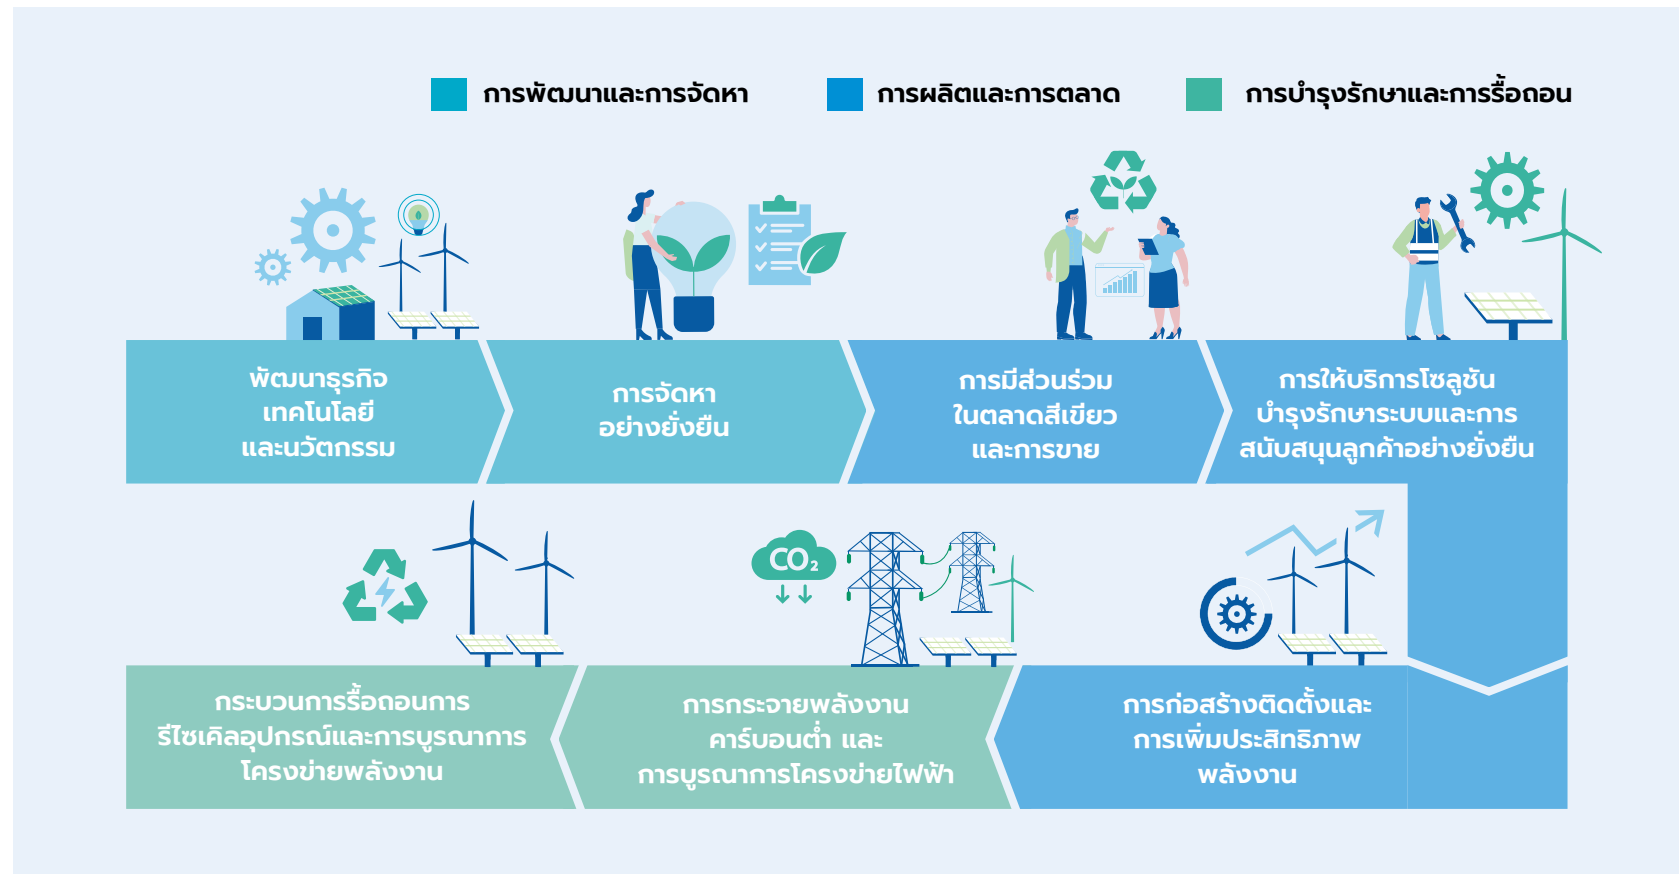 การพัฒนาและการจัดหา
การผลิตและการตลาด
การบำรุงรักษาและการรื้อถอน
พัฒนาธุรกิจ
เทคโนโลยี
และนวัตกรรม
การจัดหา
อย่างยั่งยืน
การมีส่วนร่วม
ในตลาดสีเขียว
และการขาย
การให้บริการโซลูชัน
บำรุงรักษาระบบและการ
สนับสนุนลูกค้าอย่างยั่งยืน
CO₂
กระบวนการรื้อถอนการ
รีไซเคิลอุปกรณ์และการบูรณาการ
โครงข่ายพลังงาน
การกระจายพลังงาน
คาร์บอนต่ำ และ
การบูรณาการโครงข่ายไฟฟ้า
การก่อสร้างติดตั้งและ
การเพิ่มประสิทธิภาพ
พลังงาน